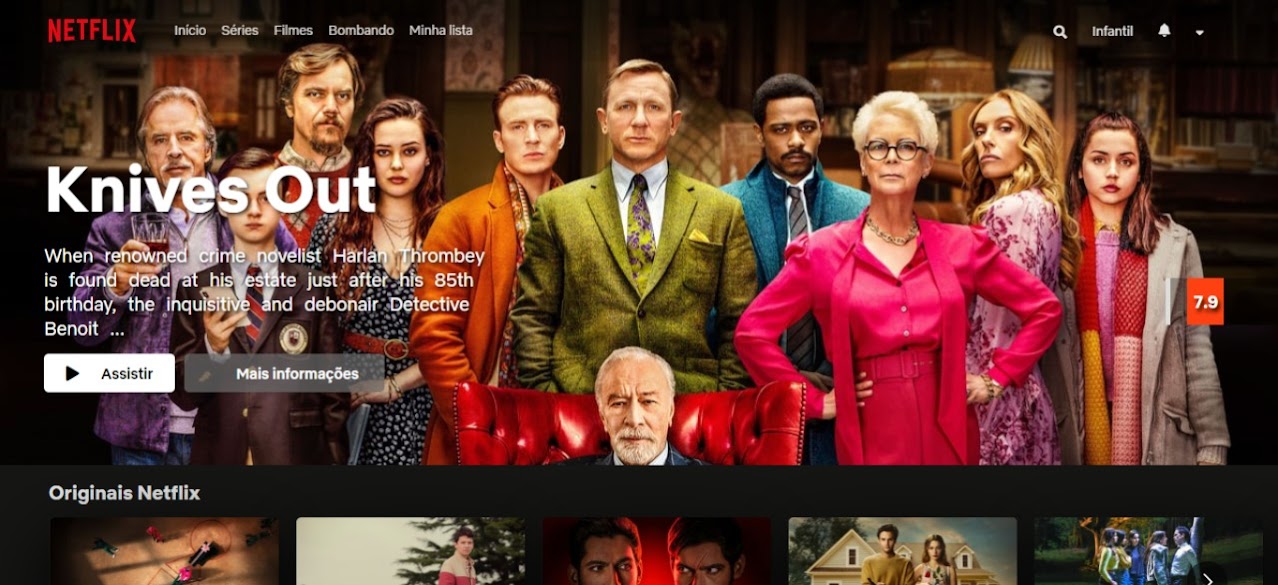 NETFLIX
Início Séries Filmes Bombando Minha lista
Infantil
Knives Out
When renowned crime novelist Harlan Thrombey
is found dead at his estate just after his 85th
birthday, the inquisitive and debonair Detective
Benoit ...
7.9
Assistir
Mais informações
Originais Netflix